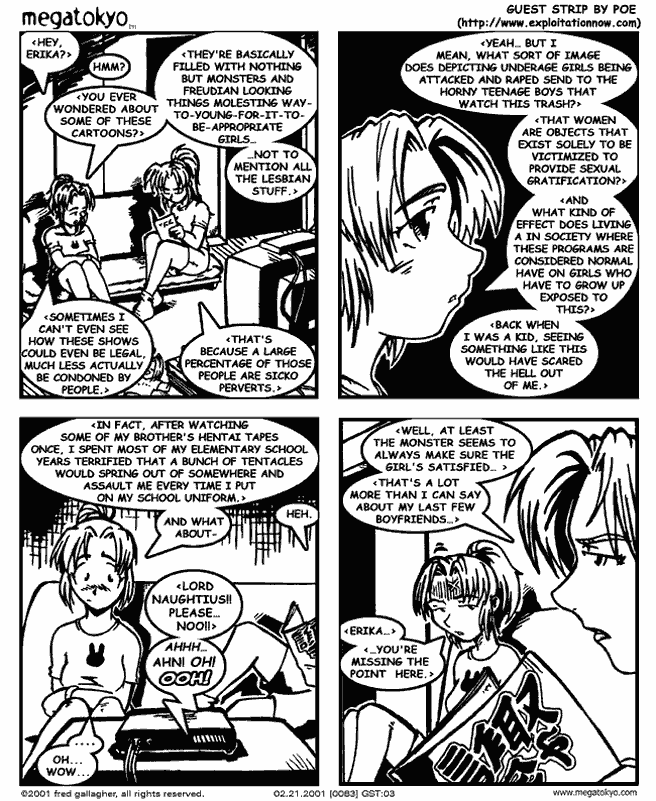 megatokyo TM
GUEST STRIP BY POE
(http://www.exploitationnow.com)
<HEY,
ERIKA?>
HMM?
<YOU EVER
WONDERED ABOUT
SOME OF THESE
CARTOONS?>
<THEY'RE BASICALLY
FILLED WITH NOTHING
BUT MONSTERS AND
FREUDIAN LOOKING
THINGS MOLESTING WAY-
TO-YOUNG-FOR-IT-TO-
BE-APPROPRIATE
GIRLS...
...NOT TO
MENTION ALL
THE LESBIAN
STUFF.>
<SOMETIMES I
CAN'T EVEN SEE
HOW THESE SHOWS
COULD EVEN BE LEGAL,
MUCH LESS ACTUALLY
BE CONDONED BY
PEOPLE.>
<THAT'S
BECAUSE A LARGE
PERCENTAGE OF THOSE
PEOPLE ARE SICKO
PERVERTS.>
<YEAH... BUT I
MEAN, WHAT SORT OF IMAGE
DOES DEPICTING UNDERAGE GIRLS BEING
ATTACKED AND RAPED SEND TO THE
HORNY TEENAGE BOYS THAT
WATCH THIS TRASH?>
<THAT WOMEN
ARE OBJECTS THAT
EXIST SOLELY TO BE
VICTIMIZED TO
PROVIDE SEXUAL
GRATIFICATION?>
<AND
WHAT KIND OF
EFFECT DOES LIVING
A IN SOCIETY WHERE
THESE PROGRAMS ARE
CONSIDERED NORMAL
HAVE ON GIRLS WHO
HAVE TO GROW UP
EXPOSED TO
THIS?>
<BACK WHEN
I WAS A KID, SEEING
SOMETHING LIKE THIS
WOULD HAVE SCARED
THE HELL OUT
OF ME.>
<IN FACT, AFTER WATCHING
SOME OF MY BROTHER'S HENTAI TAPES
ONCE, I SPENT MOST OF MY ELEMENTARY SCHOOL
YEARS TERRIFIED THAT A BUNCH OF TENTACLES
WOULD SPRING OUT OF SOMEWHERE AND
ASSAULT ME EVERY TIME I PUT
ON MY SCHOOL UNIFORM.>
AND WHAT
ABOUT-
HEH.
<LORD
NAUGHTIUS!!
PLEASE...
NOO!!>
AHHH...
AHN! OH!
OOH!
....
OH...
WOW...
<WELL, AT LEAST
THE MONSTER SEEMS TO
ALWAYS MAKE SURE THE
GIRL'S SATISFIED... >
<THAT'S A LOT
MORE THAN I CAN SAY
ABOUT MY LAST FEW
BOYFRIENDS...>
<ERIKA...>
<...YOU'RE
MISSING THE
POINT HERE.>
©2001 fred gallagher, all rights reserved.
02.21.2001 [0083] GST:03
www.megatokyo.com